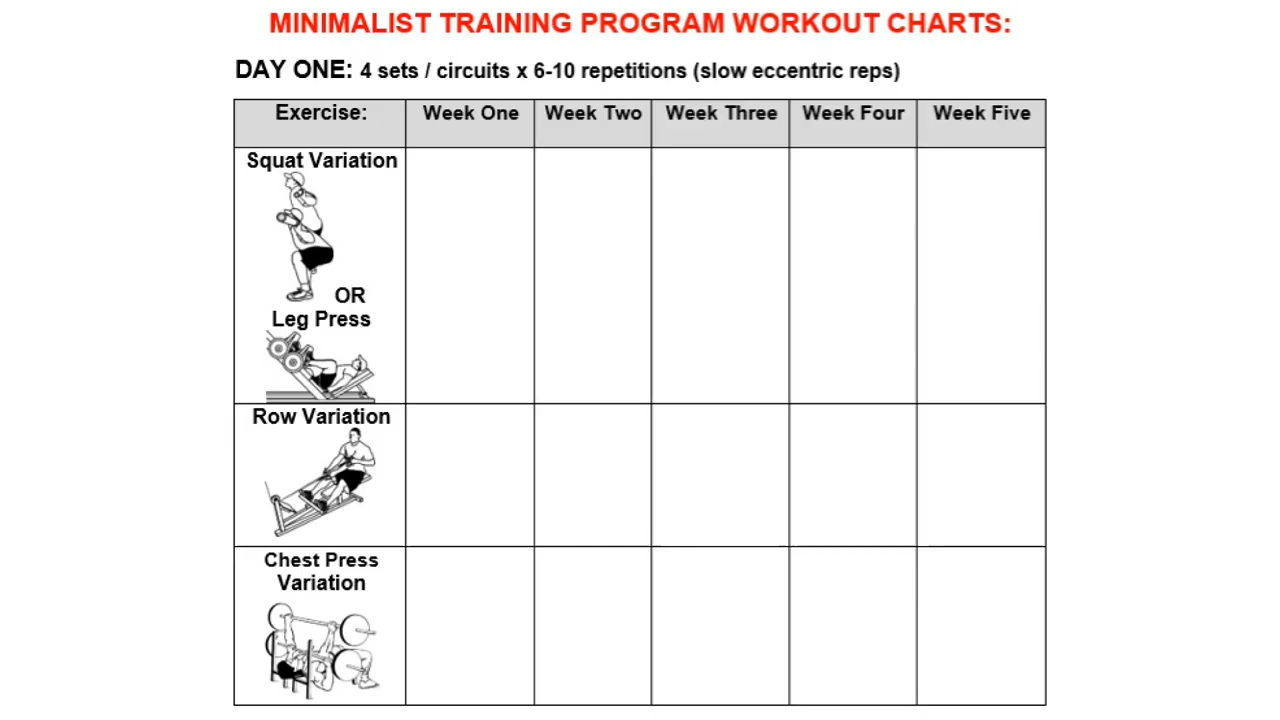 MINIMALIST TRAINING PROGRAM WORKOUT CHARTS:
DAY ONE: 4 sets / circuits x 6-10 repetitions (slow eccentric reps)
Exercise: Week One Week Two Week Three Week Four Week Five
Squat Variation
OR
Leg Press
Row Variation
Chest Press
Variation